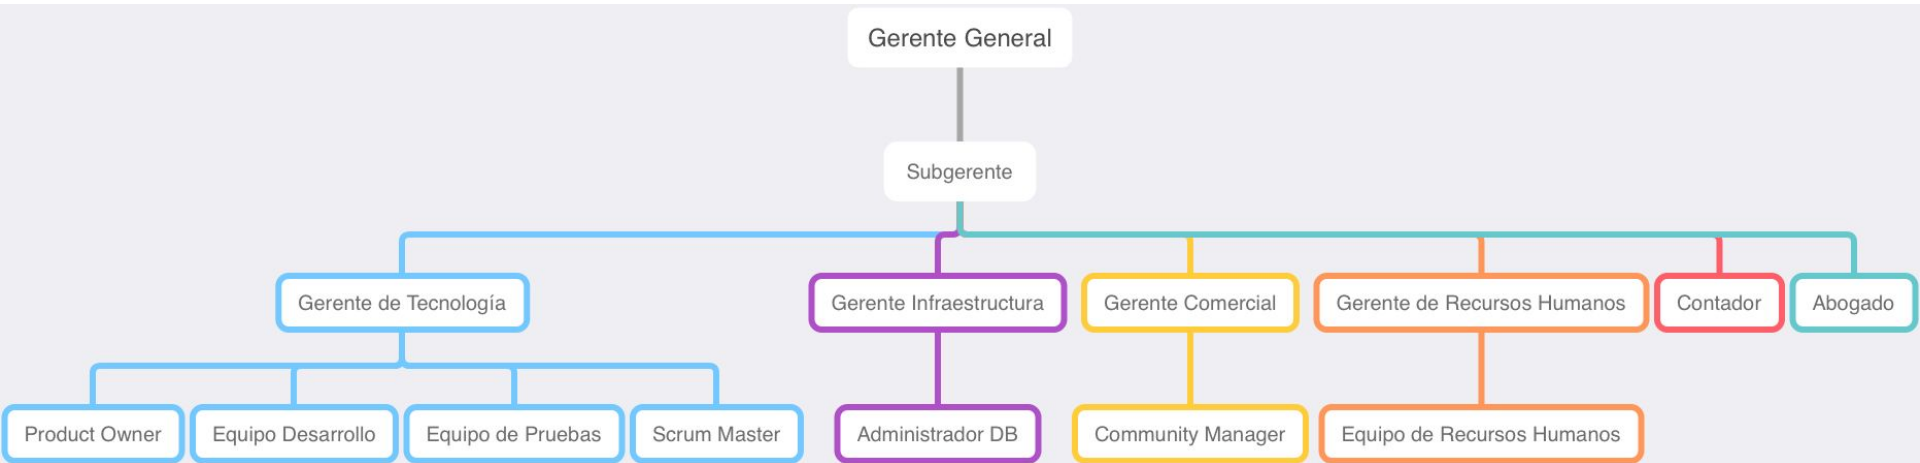 Gerente General
Subgerente
Gerente de Tecnología
Gerente Infraestructura
Gerente Comercial
Gerente de Recursos Humanos
Contador
Abogado
Product Owner
Equipo Desarrollo
Equipo de Pruebas
Scrum Master
Administrador DB
Community Manager
Equipo de Recursos Humanos